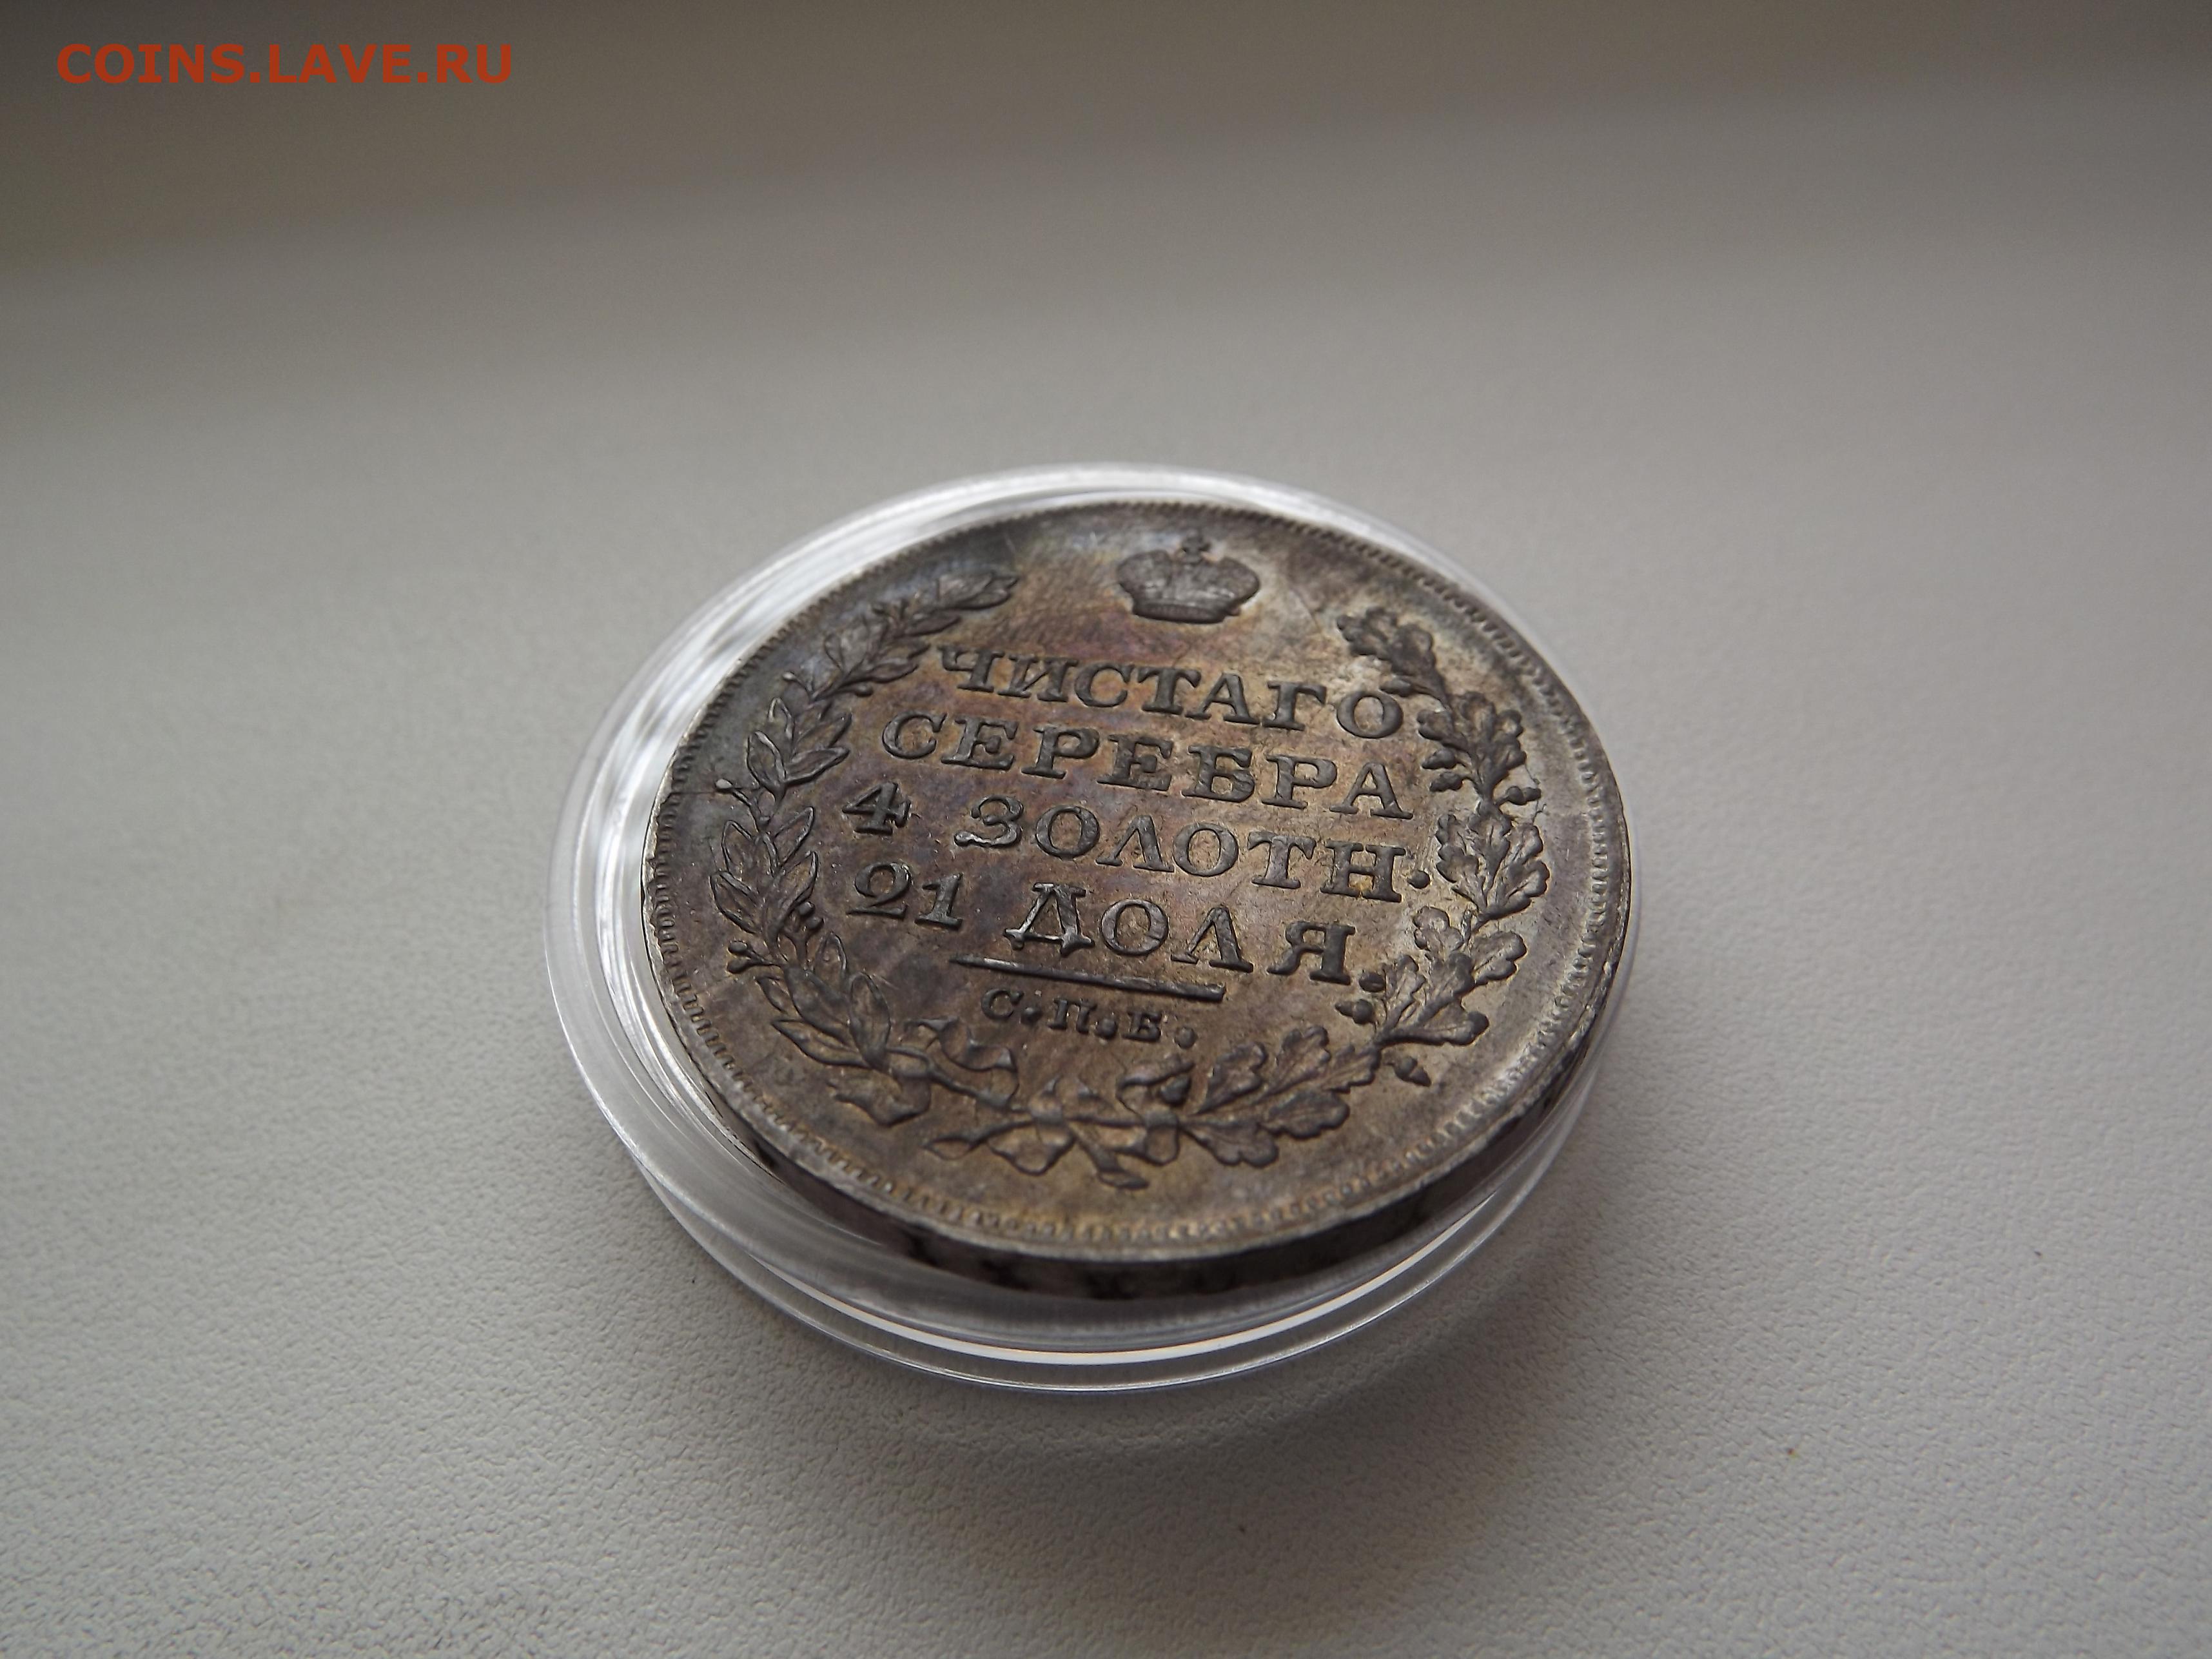 COINS.LAVE.RU
ЧИСТАГО
СЕРЕБРА
4 ЗОЛОТН.
21 ДОЛЯ.
С.П.Б.